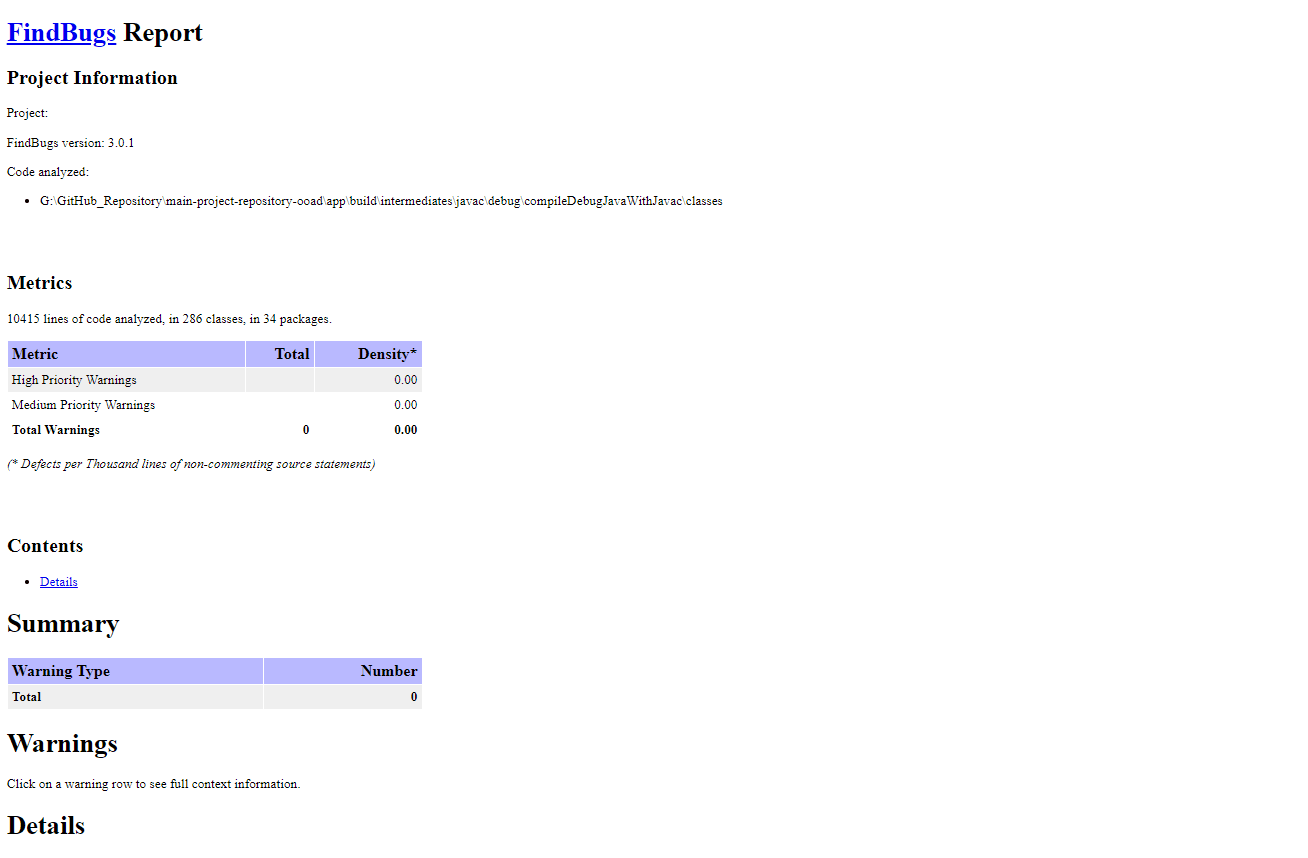 FindBugs Report
Project Information
Project:
FindBugs version: 3.0.1
Code analyzed:
• G:\GitHub_Repository\main-project-repository-ooad\app\build\intermediates\javac\debug\compileDebugJavaWithJavac\classes
Metrics
10415 lines of code analyzed, in 286 classes, in 34 packages.
Metric Total Density*
High Priority Warnings 0.00
Medium Priority Warnings 0.00
Total Warnings 0 0.00
(* Defects per Thousand lines of non-commenting source statements)
Contents
• Details
Summary
Warning Type Number
Total 0
Warnings
Click on a warning row to see full context information.
Details